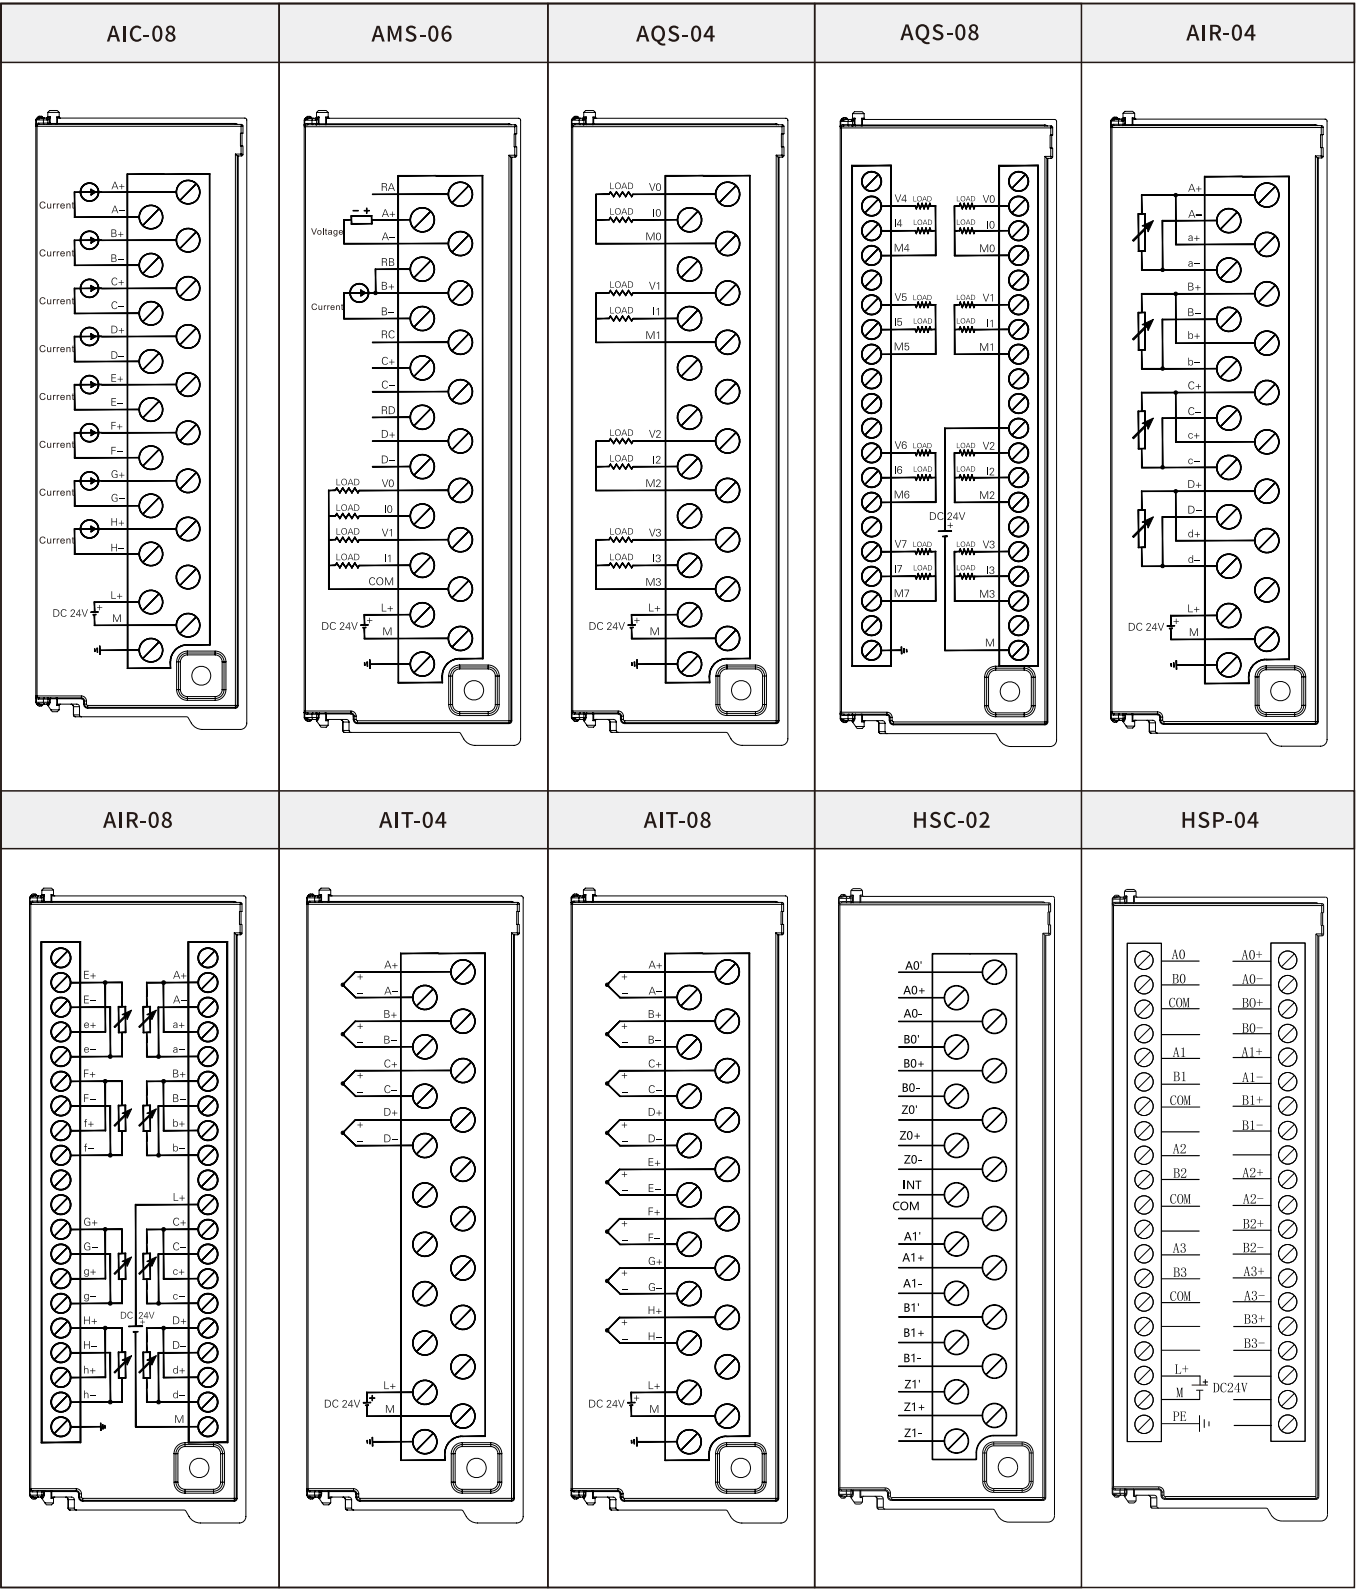 AIC-08
AMS-06
AQS-04
AQS-08
AIR-04
A+
Current
A−
B+
Current
B−
C+
Current
C−
D+
Current
D−
E+
Current
E−
F+
Current
F−
G+
Current
G−
H+
Current
H−
L+
DC 24V
+
M
RA
− +
A+
Voltage
A−
RB
B+
Current
B−
RC
C+
C−
RD
D+
D−
LOAD V0
LOAD I0
LOAD V1
LOAD I1
COM
L+
DC 24V
+
M
LOAD V0
LOAD I0
M0
LOAD V1
LOAD I1
M1
LOAD V2
LOAD I2
M2
LOAD V3
LOAD I3
M3
L+
DC 24V
+
M
V4 LOAD LOAD V0
I4 LOAD LOAD I0
M4 M0
V5 LOAD LOAD V1
I5 LOAD LOAD I1
M5 M1
V6 LOAD LOAD V2
I6 LOAD LOAD I2
M6 M2
DC 24V
+
V7 LOAD LOAD V3
I7 LOAD LOAD I3
M7 M3
M
A+
A−
a+
a−
B+
B−
b+
b−
C+
C−
c+
c−
D+
D−
d+
d−
L+
DC 24V
+
M
AIR-08
AIT-04
AIT-08
HSC-02
HSP-04
E+ A+
E− A−
e+ a+
e− a−
F+ B+
F− B−
f+ b+
f− b−
L+
G+ C+
G− C−
g+ c+
g− c−
DC 24V
+
H+ D+
H− D−
h+ d+
h− d−
M
A+
+
−
A−
B+
+
−
B−
C+
+
−
C−
D+
+
−
D−
L+
DC 24V
+
M
A+
+
−
A−
B+
+
−
B−
C+
+
−
C−
D+
+
−
D−
E+
+
−
E−
F+
+
−
F−
G+
+
−
G−
H+
+
−
H−
L+
DC 24V
+
M
A0'
A0+
A0-
B0'
B0+
B0-
Z0'
Z0+
Z0-
INT
COM
A1'
A1+
A1-
B1'
B1+
B1-
Z1'
Z1+
Z1-
A0 A0+
B0 A0−
COM B0+
B0−
A1 A1+
B1 A1−
COM B1+
B1−
A2
B2 A2+
COM A2−
B2+
A3 B2−
B3 A3+
COM A3−
B3+
B3−
L+
+
M DC24V
PE